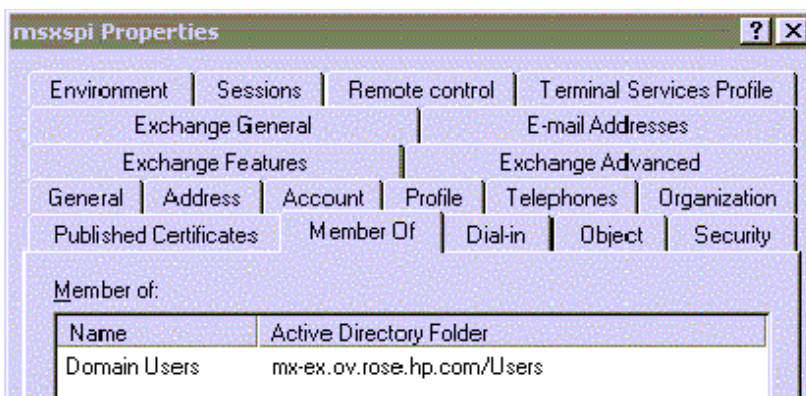 msxspi Properties
Environment Sessions Remote control Terminal Services Profile
Exchange General E-mail Addresses
Exchange Features Exchange Advanced
General Address Account Profile Telephones Organization
Published Certificates Member Of Dial-in Object Security
Member of:
Name Active Directory Folder
Domain Users mx-ex.ov.rose.hp.com/Users